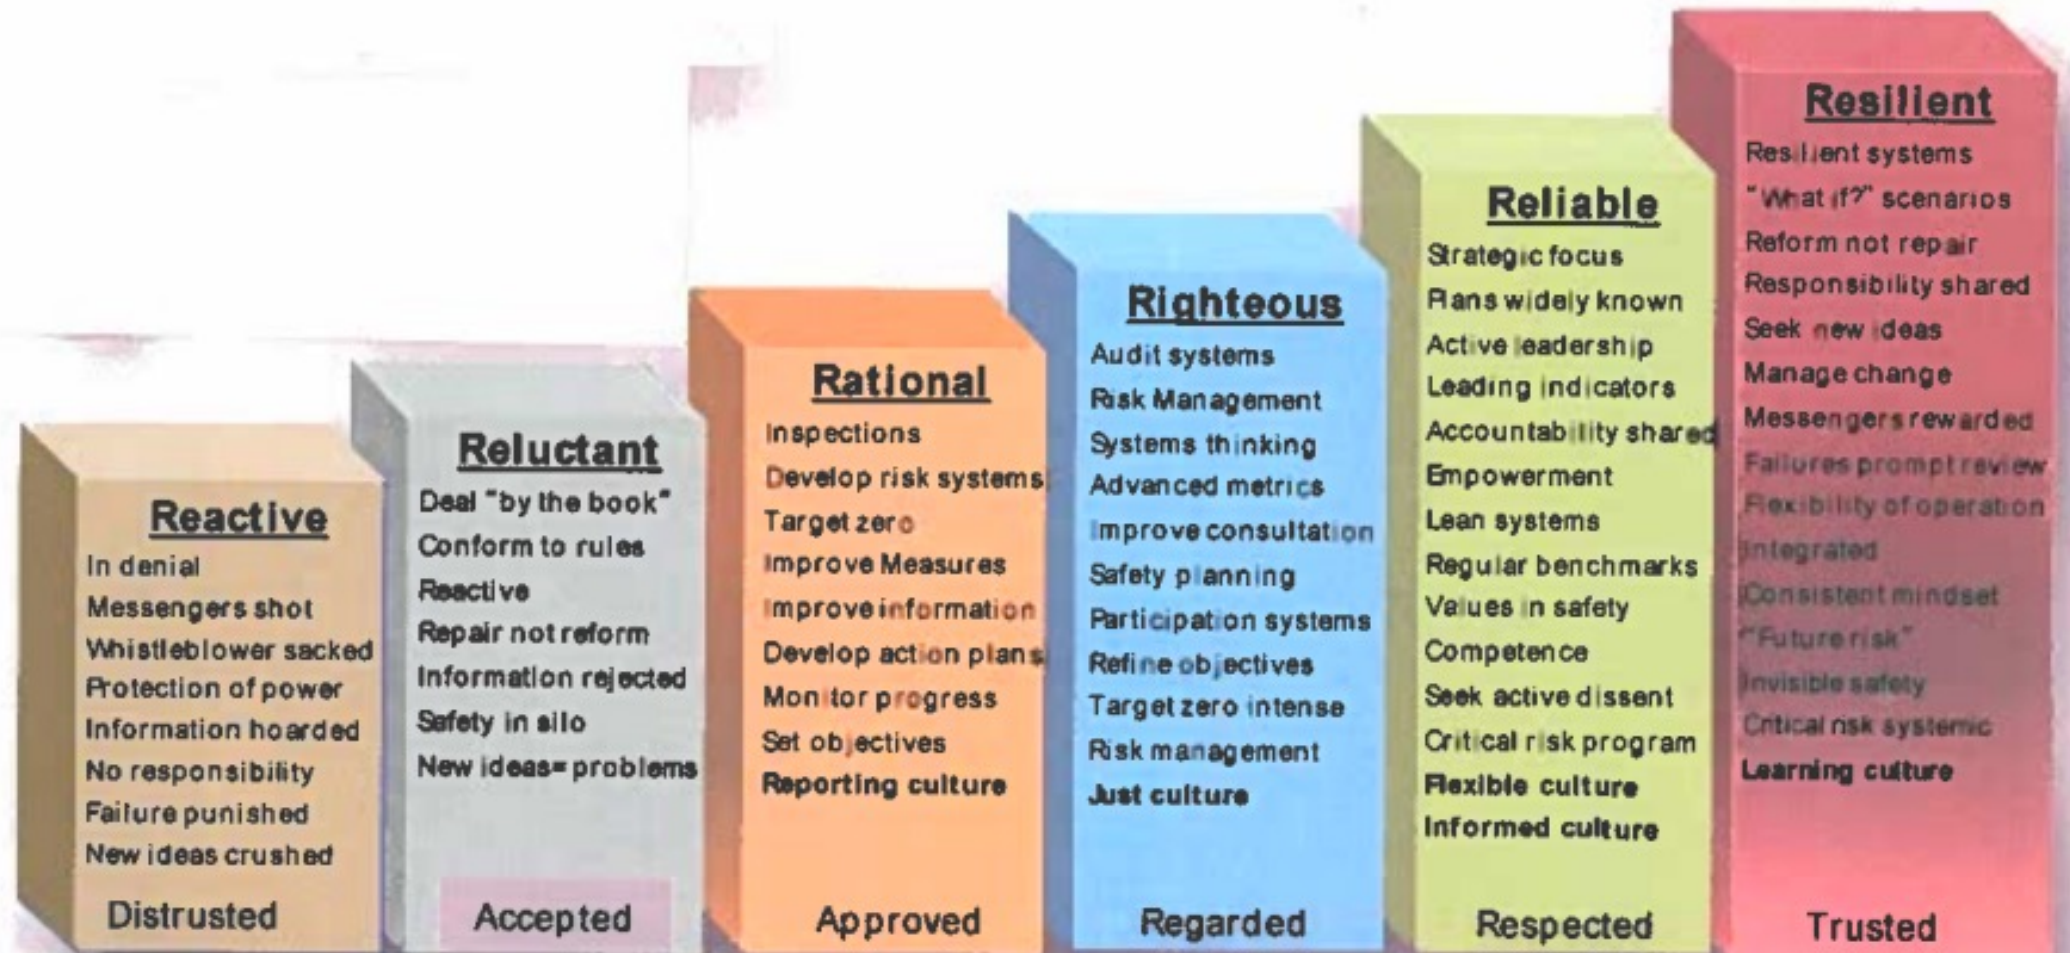 Reactive
In denial
Messengers shot
Whistleblower sacked
Protection of power
Information hoarded
No responsibility
Failure punished
New ideas crushed
Distrusted
Reluctant
Deal "by the book"
Conform to rules
Reactive
Repair not reform
Information rejected
Safety in silo
New ideas= problems
Accepted
Rational
Inspections
Develop risk systems
Target zero
Improve Measures
Improve information
Develop action plans
Monitor progress
Set objectives
Reporting culture
Approved
Righteous
Audit systems
Risk Management
Systems thinking
Advanced metrics
Improve consultation
Safety planning
Participation systems
Refine objectives
Target zero intense
Risk management
Just culture
Regarded
Reliable
Strategic focus
Plans widely known
Active leadership
Leading indicators
Accountability shared
Empowerment
Lean systems
Regular benchmarks
Values in safety
Competence
Seek active dissent
Critical risk program
Flexible culture
Informed culture
Respected
Resilient
Resilient systems
"What if?" scenarios
Reform not repair
Responsibility shared
Seek new ideas
Manage change
Messengers rewarded
Failures prompt review
Flexibility of operation
Integrated
Consistent mindset
"Future risk"
Invisible safety
Critical risk systemic
Learning culture
Trusted